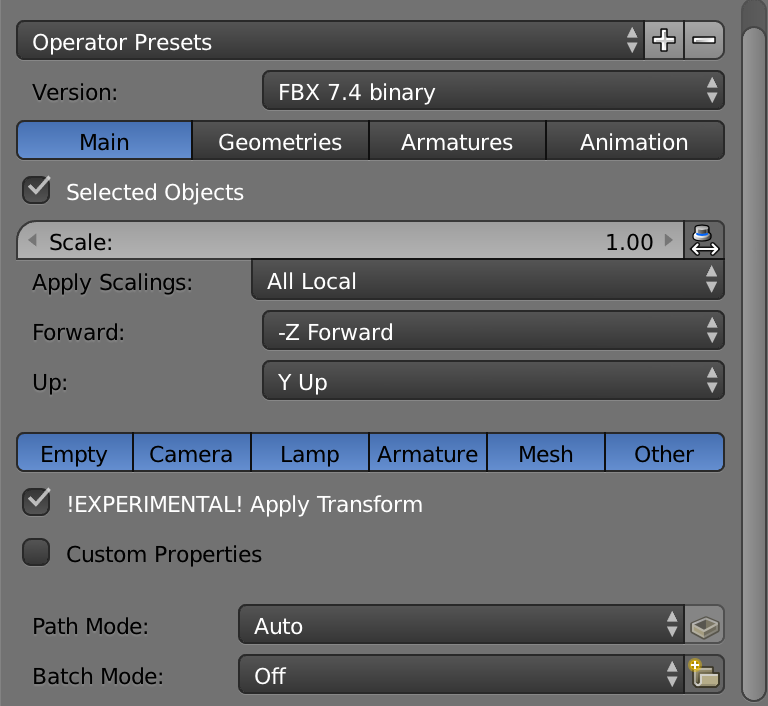 Operator Presets
Version: FBX 7.4 binary
Main Geometries Armatures Animation
Selected Objects
Scale: 1.00
Apply Scalings: All Local
Forward: -Z Forward
Up: Y Up
Empty Camera Lamp Armature Mesh Other
!EXPERIMENTAL! Apply Transform
Custom Properties
Path Mode: Auto
Batch Mode: Off